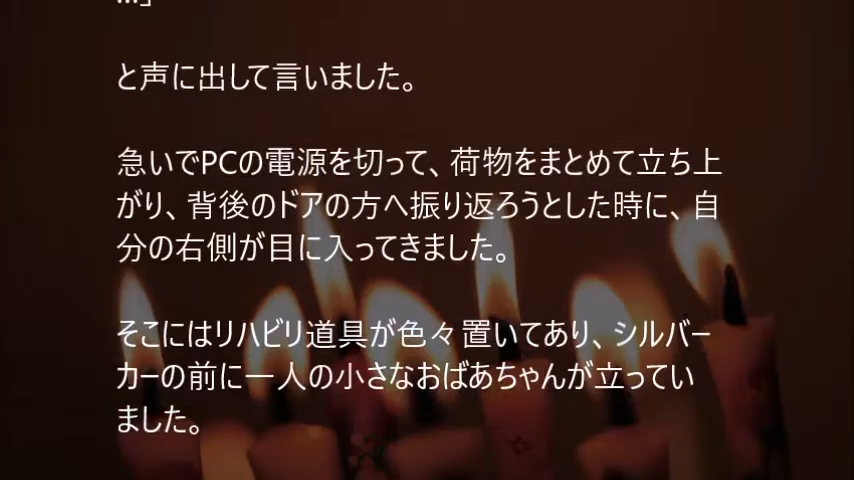 …」
と声に出して言いました。
急いでPCの電源を切って、荷物をまとめて立ち上
がり、背後のドアの方へ振り返ろうとした時に、自
分の右側が目に入ってきました。
そこにはリハビリ道具が色々置いてあり、シルバー
カーの前に一人の小さなおばあちゃんが立ってい
ました。